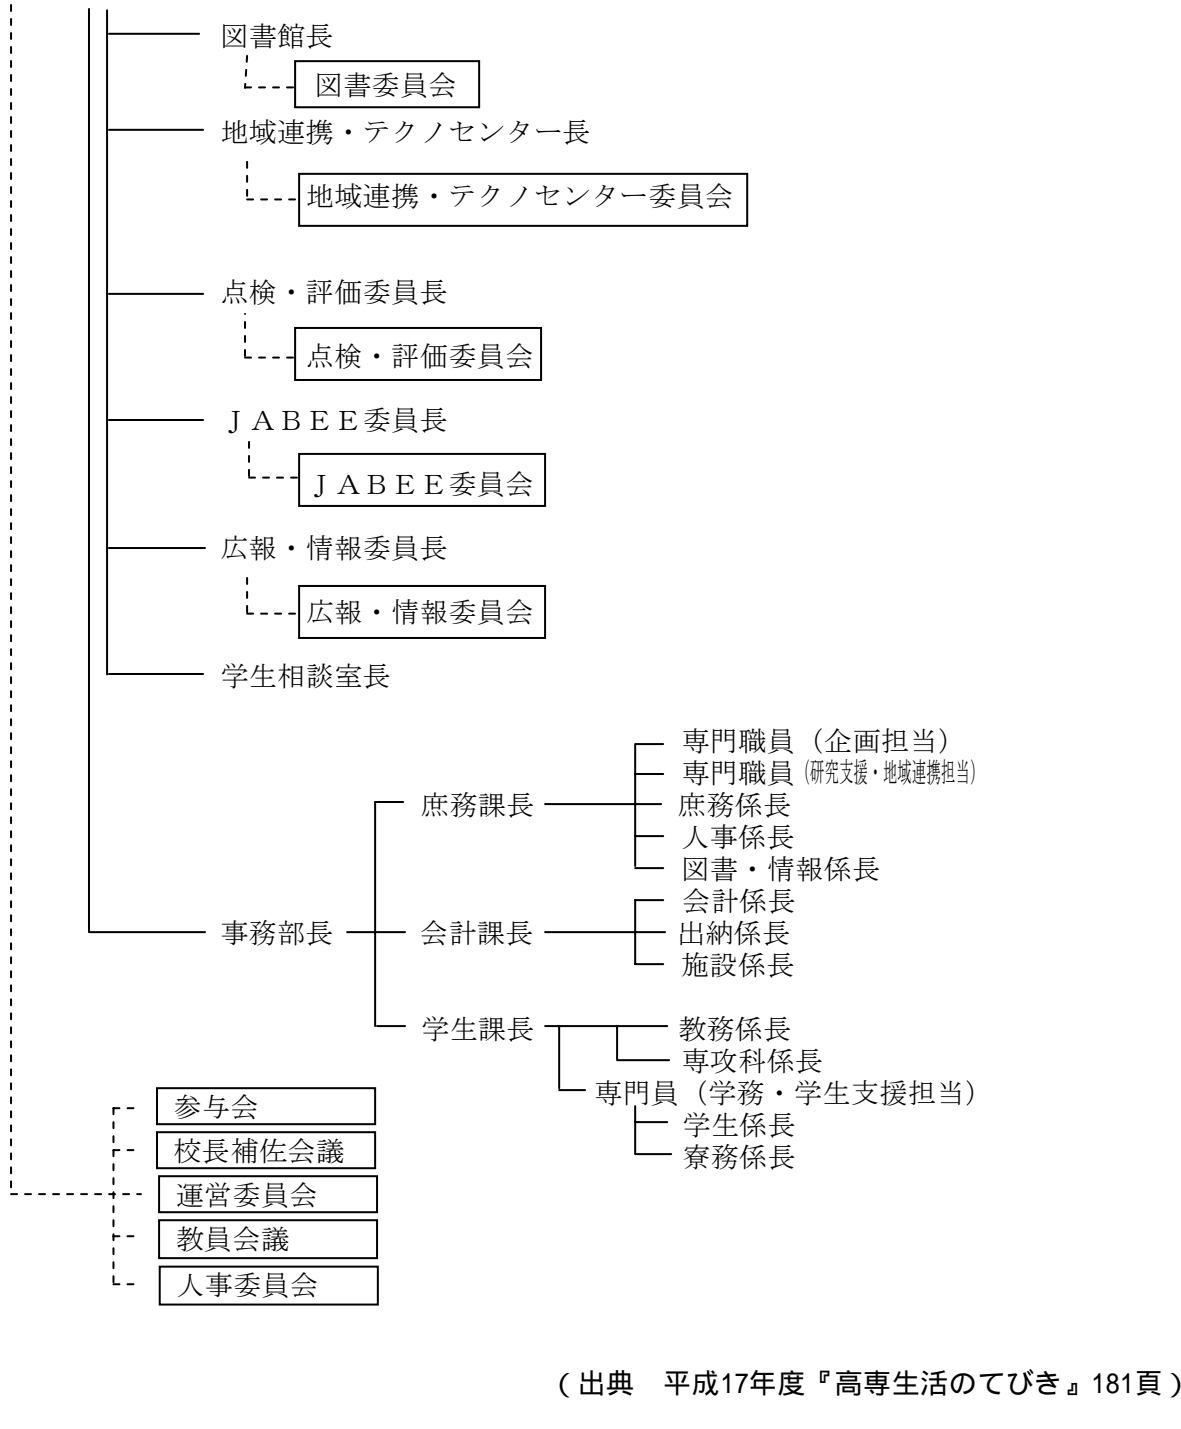 図書館長
図書委員会
地域連携・テクノセンター長
地域連携・テクノセンター委員会
点検・評価委員長
点検・評価委員会
ＪＡＢＥＥ委員長
ＪＡＢＥＥ委員会
広報・情報委員長
広報・情報委員会
学生相談室長
専門職員（企画担当）
専門職員（研究支援・地域連携担当）
庶務課長
庶務係長
人事係長
図書・情報係長
会計係長
事務部長
会計課長
出納係長
施設係長
学生課長
教務係長
専攻科係長
専門員（学務・学生支援担当）
学生係長
寮務係長
参与会
校長補佐会議
運営委員会
教員会議
人事委員会
（出典　平成17年度『高専生活のてびき』181頁）